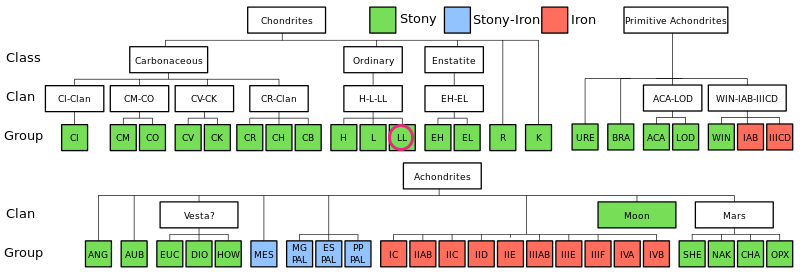 Chondrites Stony Stony-Iron Iron Primitive Achondrites
Class Carbonaceous Ordinary Enstatite
Clan CI-Clan CM-CO CV-CK CR-Clan H-L-LL EH-EL ACA-LOD WIN-IAB-IIICD
Group CI CM CO CV CK CR CH CB H L LL EH EL R K URE BRA ACA LOD WIN IAB IIICD
Achondrites
Clan Vesta? Moon Mars
Group ANG AUB EUC DIO HOW MES MG PAL ES PAL PP PAL IC IIAB IIC IID IIE IIIAB IIIE IIIF IVA IVB SHE NAK CHA OPX